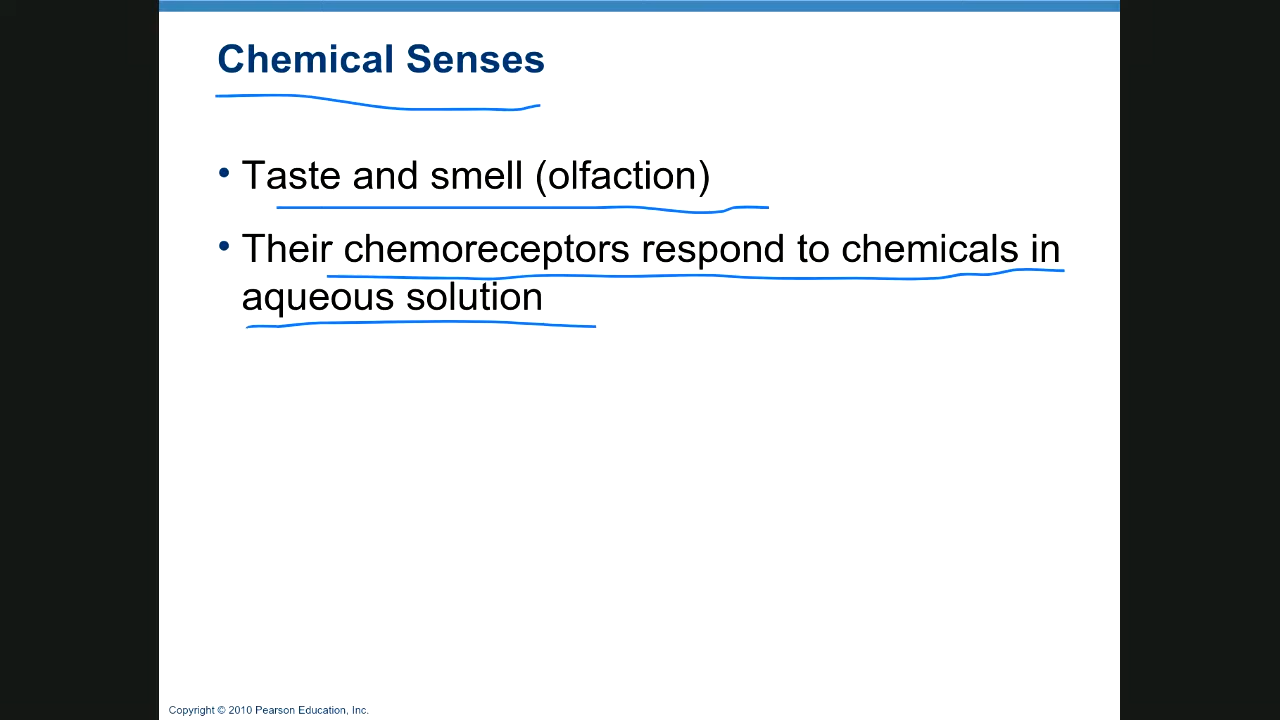 Chemical Senses
• Taste and smell (olfaction)
• Their chemoreceptors respond to chemicals in
aqueous solution
Copyright © 2010 Pearson Education, Inc.